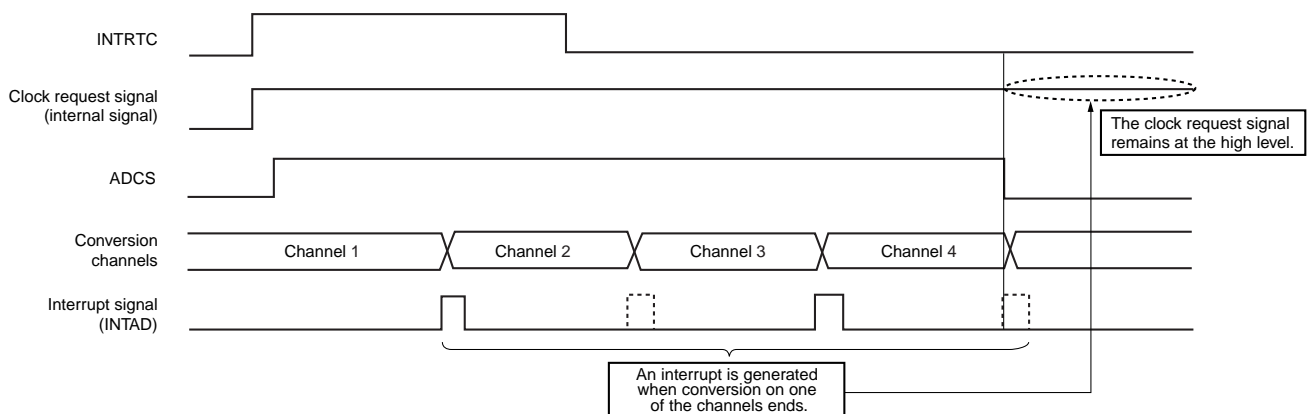 INTRTC
Clock request signal
(internal signal)
The clock request signal
remains at the high level.
ADCS
Conversion
channels
Channel 1
Channel 2
Channel 3
Channel 4
Interrupt signal
(INTAD)
An interrupt is generated
when conversion on one
of the channels ends.